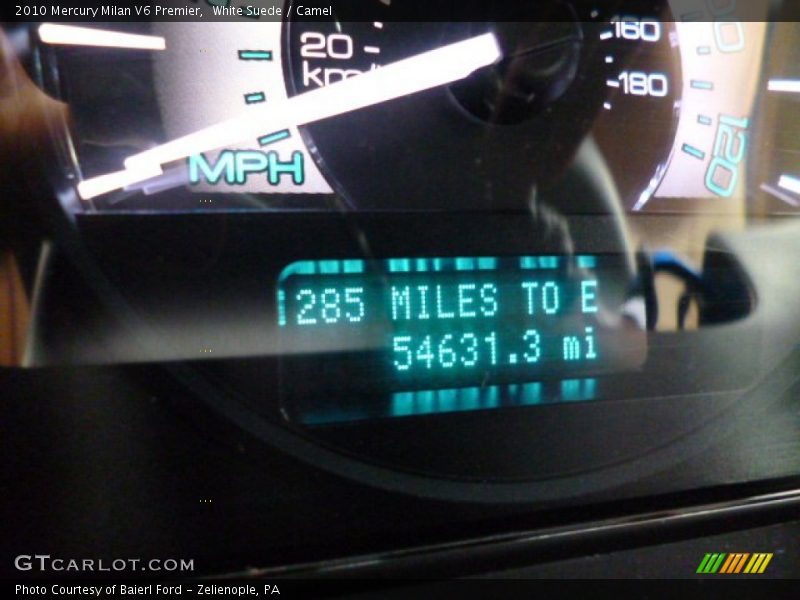 2010 Mercury Milan V6 Premier, White Suede / Camel
20
km/
160
180
MPH
120
285 MILES TO E
54631.3 mi
GTCARLOT.COM
Photo Courtesy of Baierl Ford – Zelienople, PA